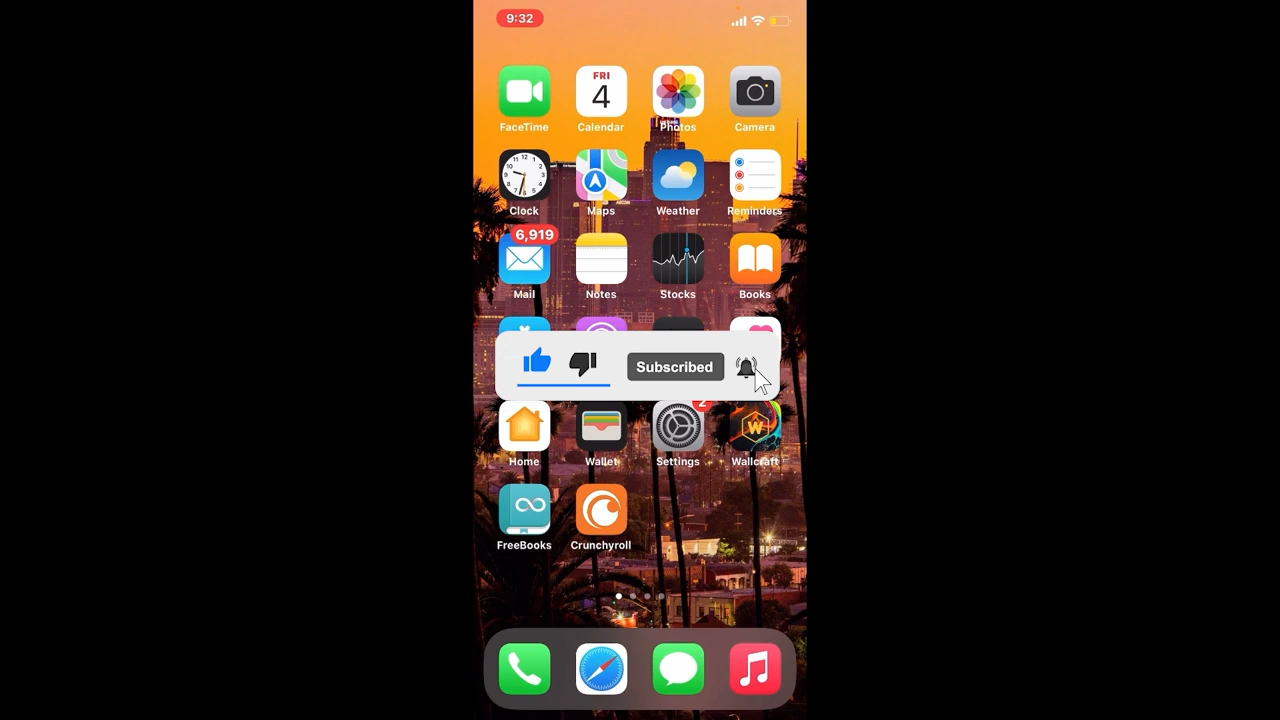 9:32
FRI
4
FaceTime
Calendar
Photos
Camera
Clock
Maps
Weather
Reminders
6,919
Mail
Notes
Stocks
Books
Subscribed
2
W
Home
Wallet
Settings
Wallcraft
FreeBooks
Crunchyroll